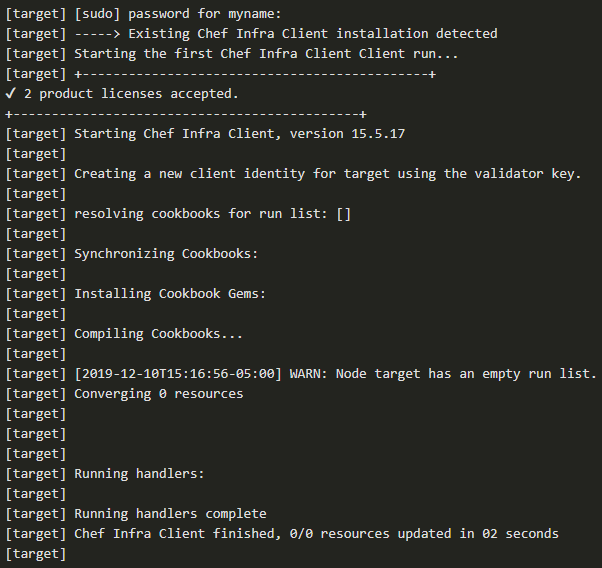 [target] [sudo] password for myname:
[target] -----> Existing Chef Infra Client installation detected
[target] Starting the first Chef Infra Client Client run...
[target] +---------------------------------------------+
✓ 2 product licenses accepted.
+---------------------------------------------+
[target] Starting Chef Infra Client, version 15.5.17
[target]
[target] Creating a new client identity for target using the validator key.
[target]
[target] resolving cookbooks for run list: []
[target]
[target] Synchronizing Cookbooks:
[target]
[target] Installing Cookbook Gems:
[target]
[target] Compiling Cookbooks...
[target]
[target] [2019-12-10T15:16:56-05:00] WARN: Node target has an empty run list.
[target] Converging 0 resources
[target]
[target]
[target]
[target] Running handlers:
[target]
[target] Running handlers complete
[target] Chef Infra Client finished, 0/0 resources updated in 02 seconds
[target]